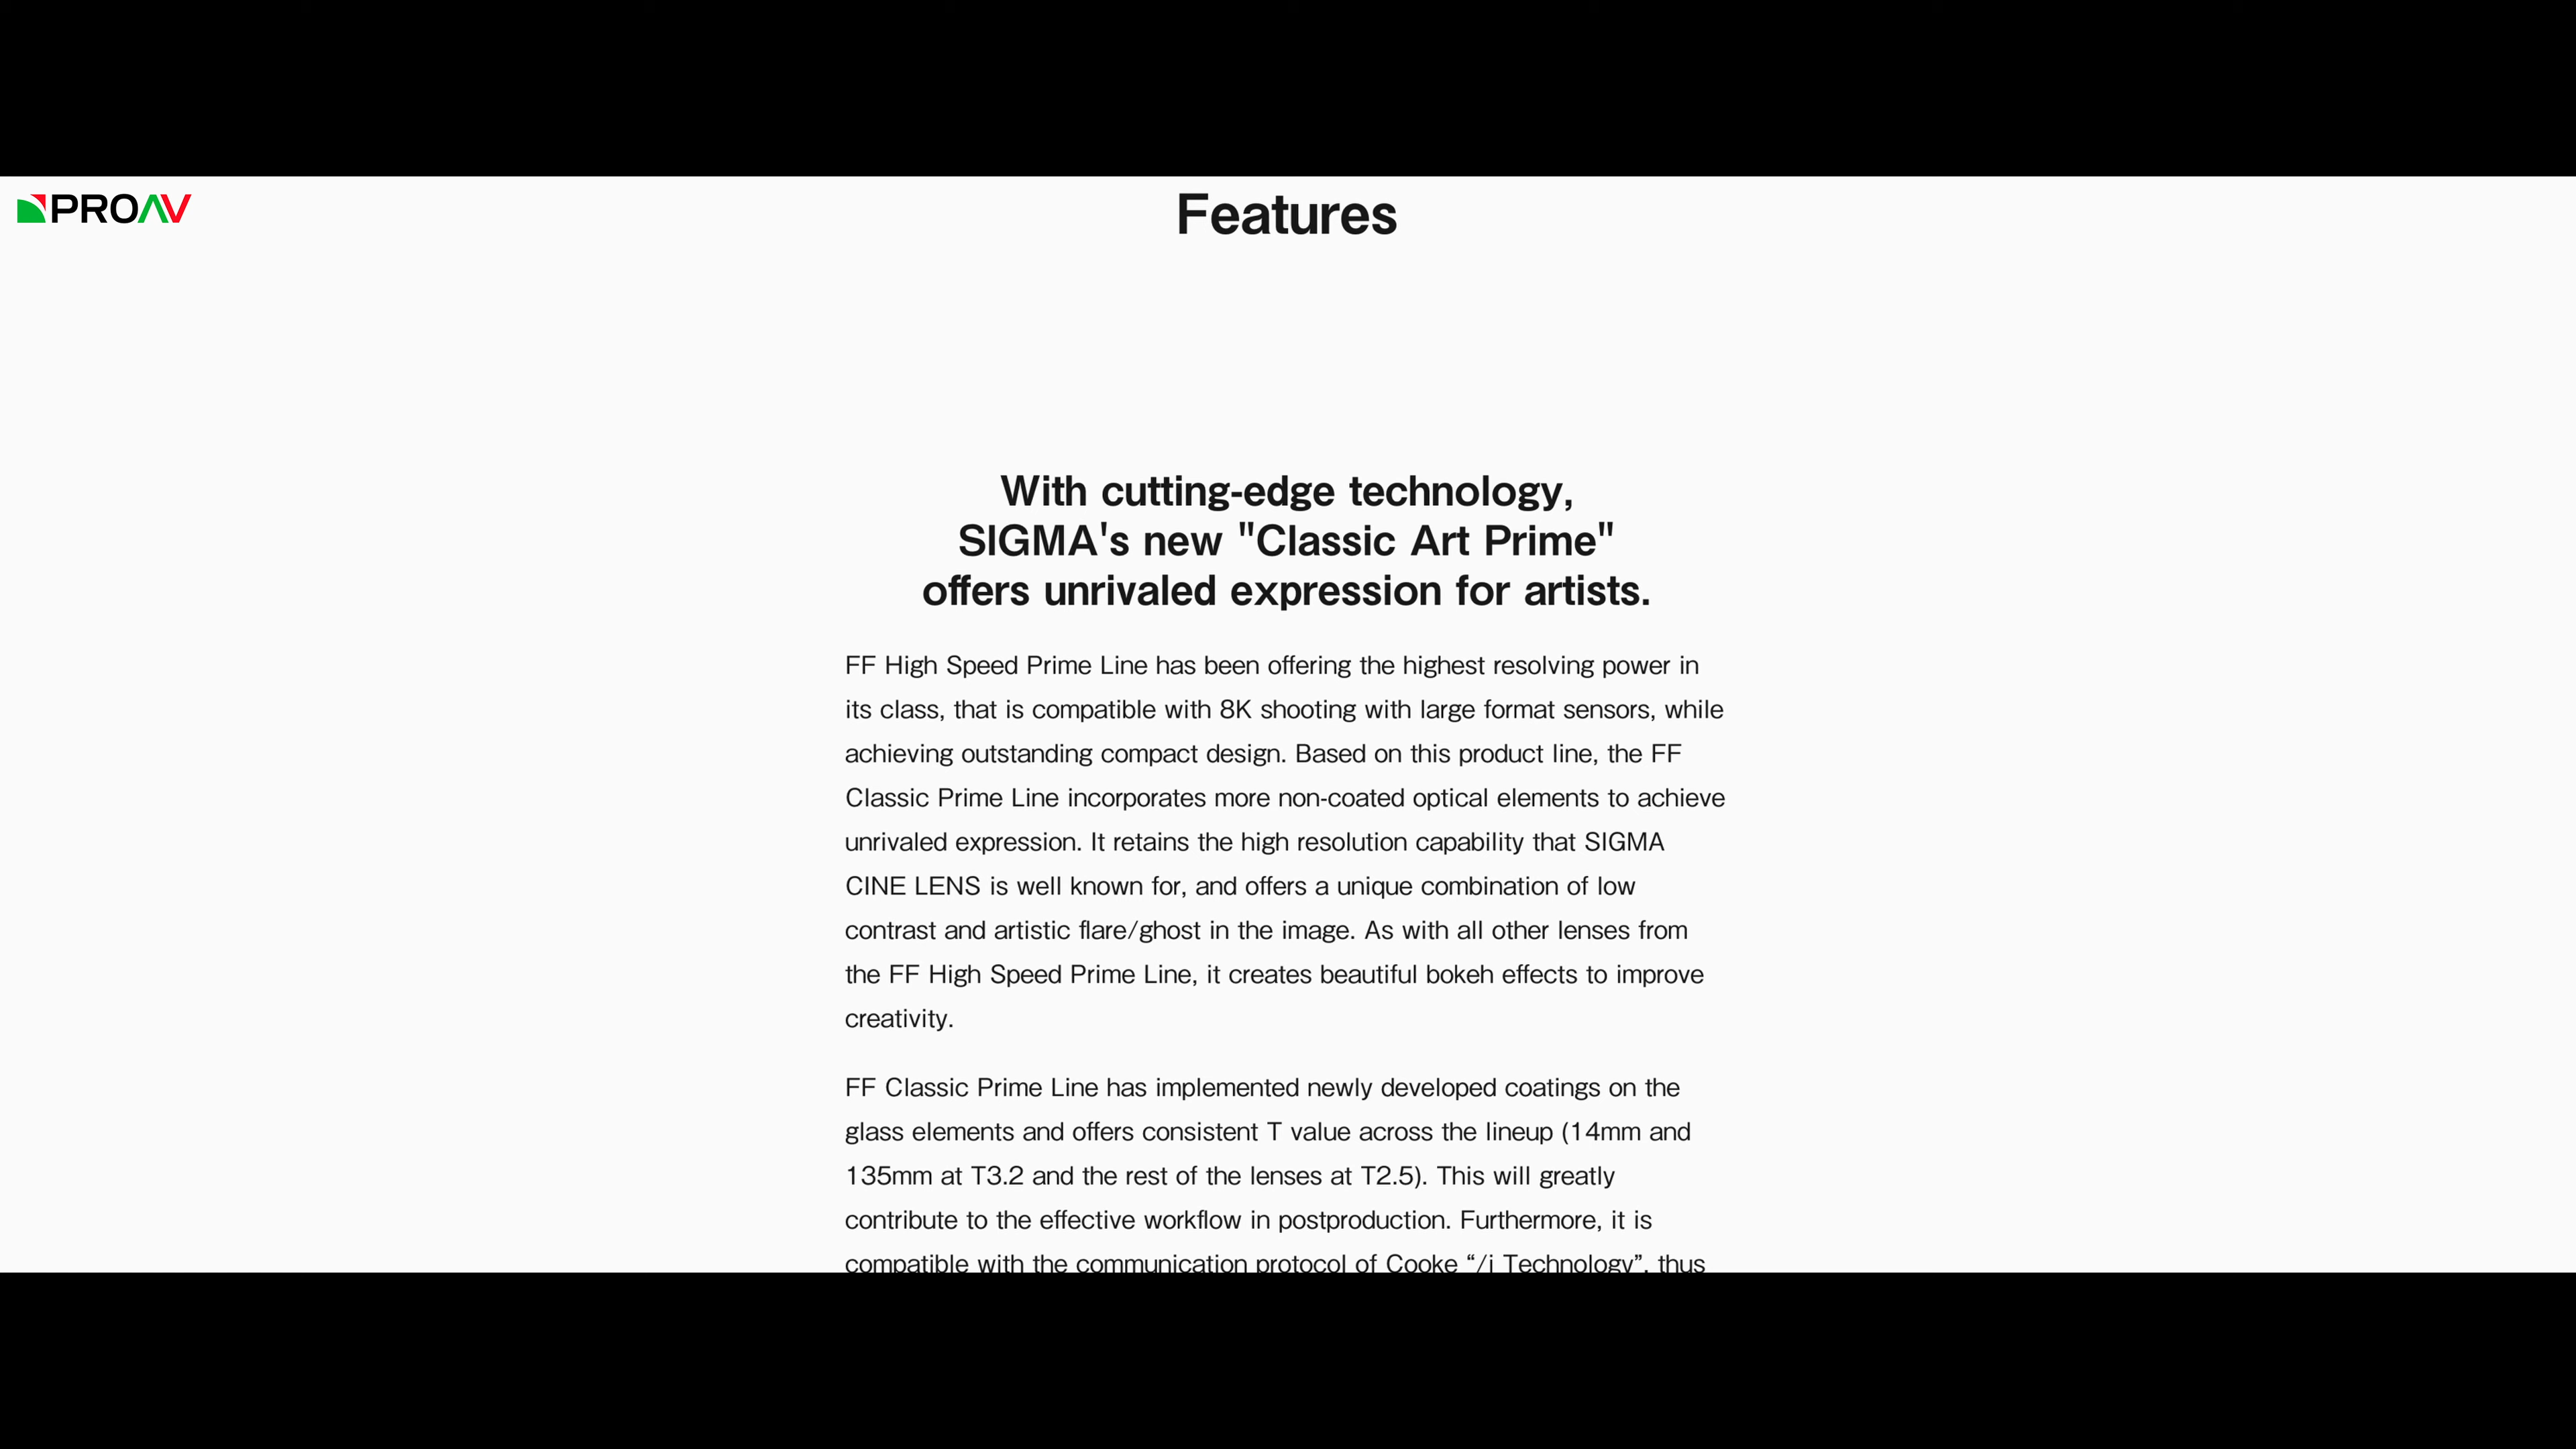 PROAV
Features
With cutting-edge technology,
SIGMA's new "Classic Art Prime"
offers unrivaled expression for artists.
FF High Speed Prime Line has been offering the highest resolving power in
its class, that is compatible with 8K shooting with large format sensors, while
achieving outstanding compact design. Based on this product line, the FF
Classic Prime Line incorporates more non-coated optical elements to achieve
unrivaled expression. It retains the high resolution capability that SIGMA
CINE LENS is well known for, and offers a unique combination of low
contrast and artistic flare/ghost in the image. As with all other lenses from
the FF High Speed Prime Line, it creates beautiful bokeh effects to improve
creativity.
FF Classic Prime Line has implemented newly developed coatings on the
glass elements and offers consistent T value across the lineup (14mm and
135mm at T3.2 and the rest of the lenses at T2.5). This will greatly
contribute to the effective workflow in postproduction. Furthermore, it is
compatible with the communication protocol of Cooke “/i Technology”, thus